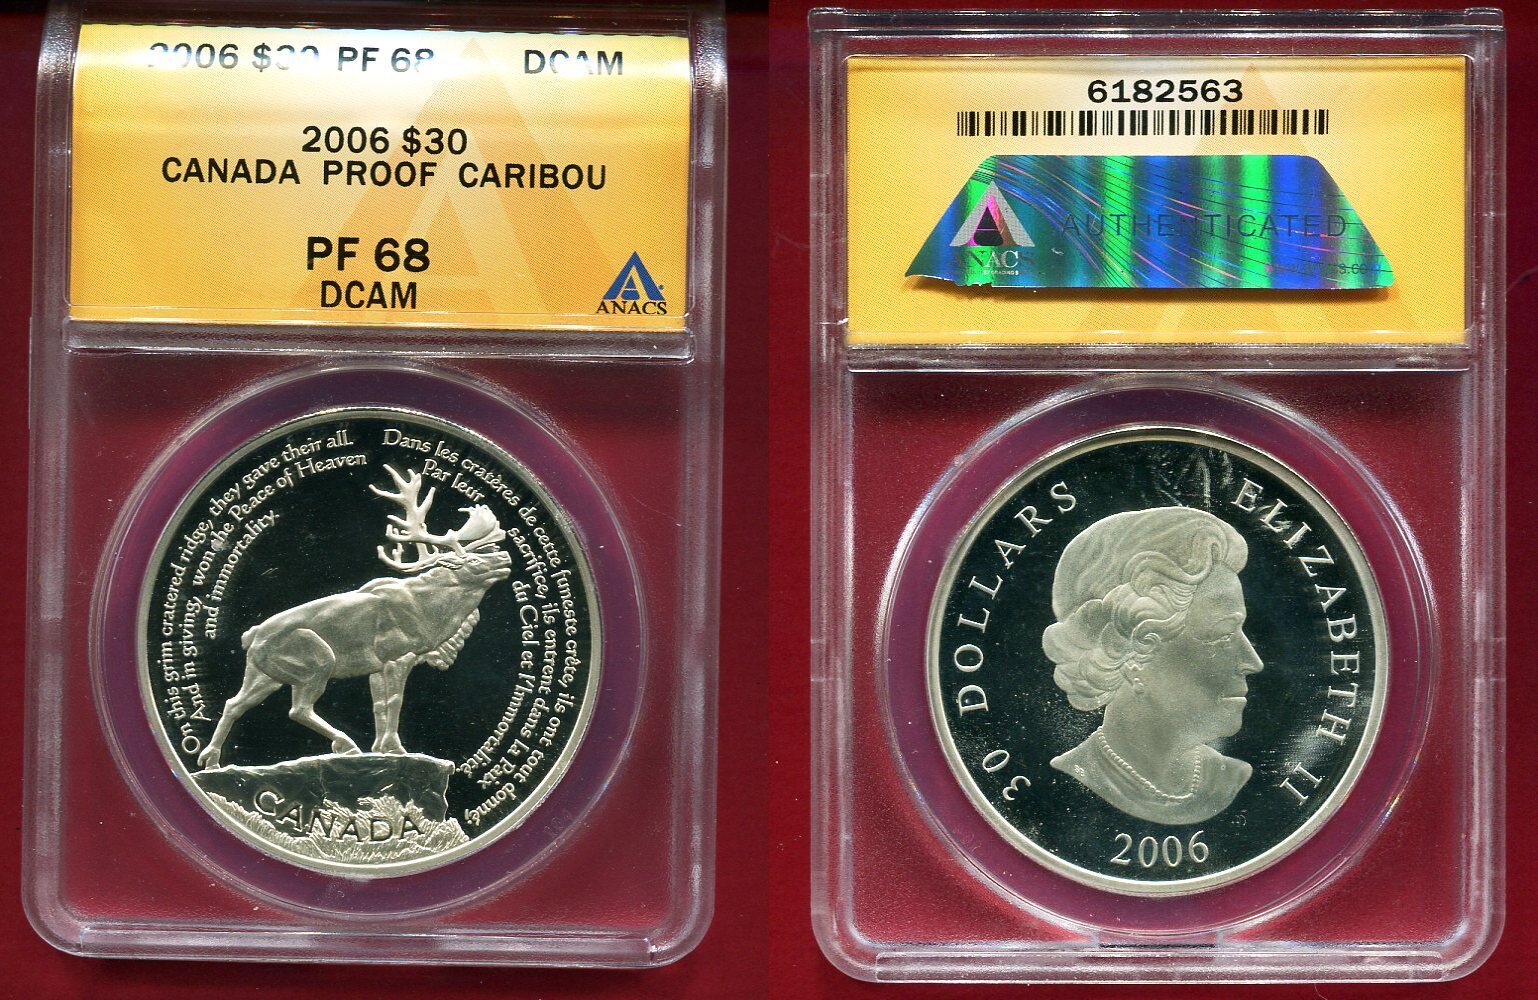 2006 $30 PF 68 DCAM
2006 $30
CANADA PROOF CARIBOU
PF 68
DCAM
ANACS
On this grim cratered ridge, they gave their all.
And in giving, won the Peace of Heaven
and immortality.
Dans les cratères de cette funeste crête, ils ont tout donné;
Par leur sacrifice, ils entrent dans la Paix
du Ciel et l'Immortalité.
CANADA
6182563
AUTHENTICATED
ANACS
30 DOLLARS
ELIZABETH II
2006